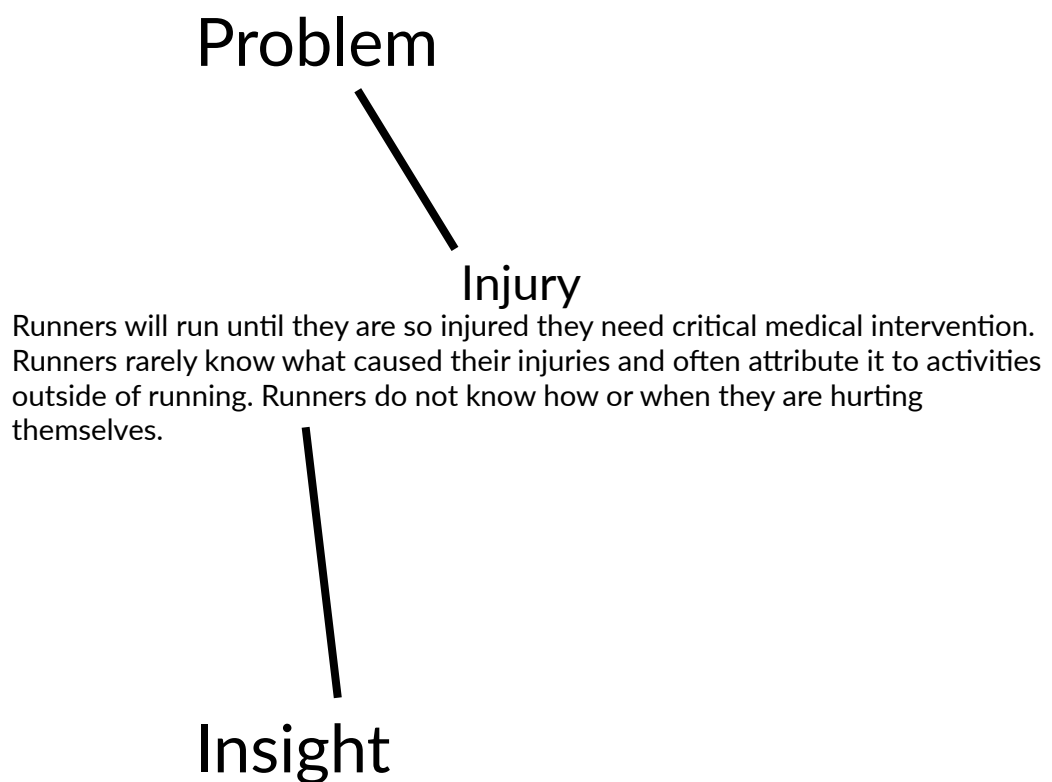 Problem
Injury
Runners will run until they are so injured they need critical medical intervention.
Runners rarely know what caused their injuries and often attribute it to activities
outside of running. Runners do not know how or when they are hurting
themselves.
Insight